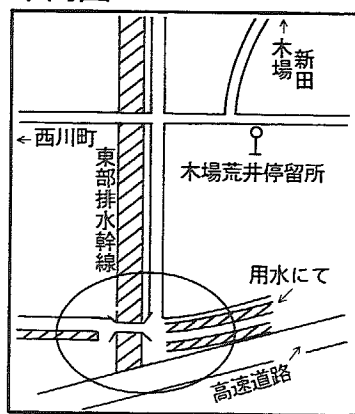 木場
新田
←西川町
東部排水幹線
木場荒井停留所
用水にて
高速道路